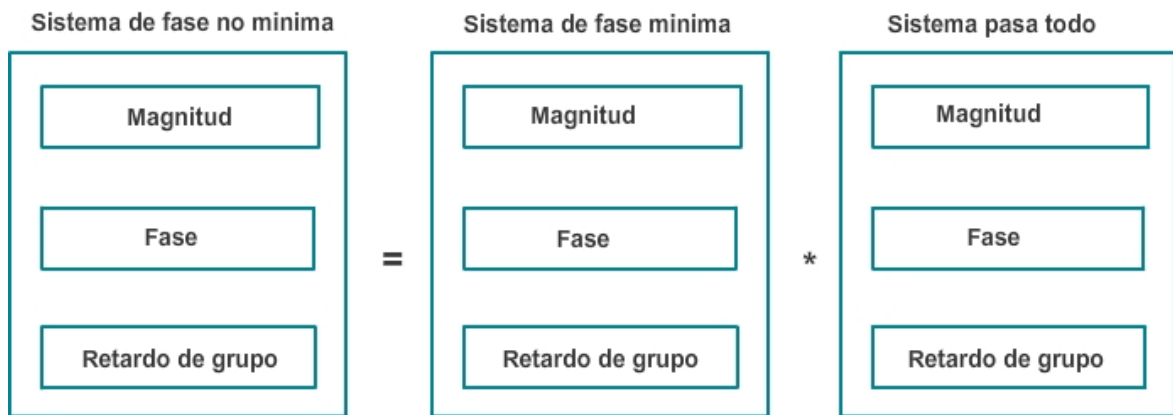 Sistema de fase no minima
Magnitud
Fase
Retardo de grupo
=
Sistema de fase minima
Magnitud
Fase
Retardo de grupo
*
Sistema pasa todo
Magnitud
Fase
Retardo de grupo